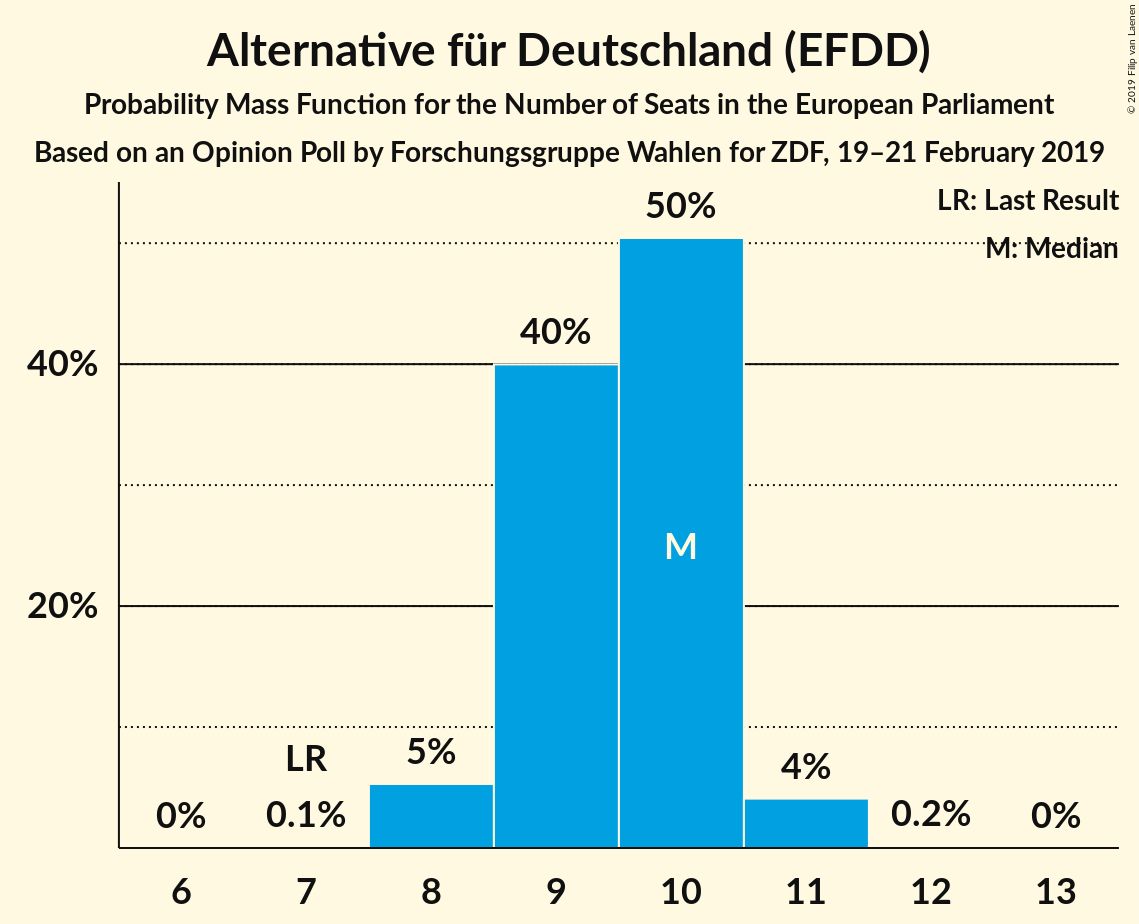 Alternative für Deutschland (EFDD)
Probability Mass Function for the Number of Seats in the European Parliament
Based on an Opinion Poll by Forschungsgruppe Wahlen for ZDF, 19–21 February 2019
© 2019 Filip van Laenen
LR: Last Result
M: Median
50%
40%
40%
M
20%
LR
5%
4%
0%
0.1%
0.2%
0%
6 7 8 9 10 11 12 13